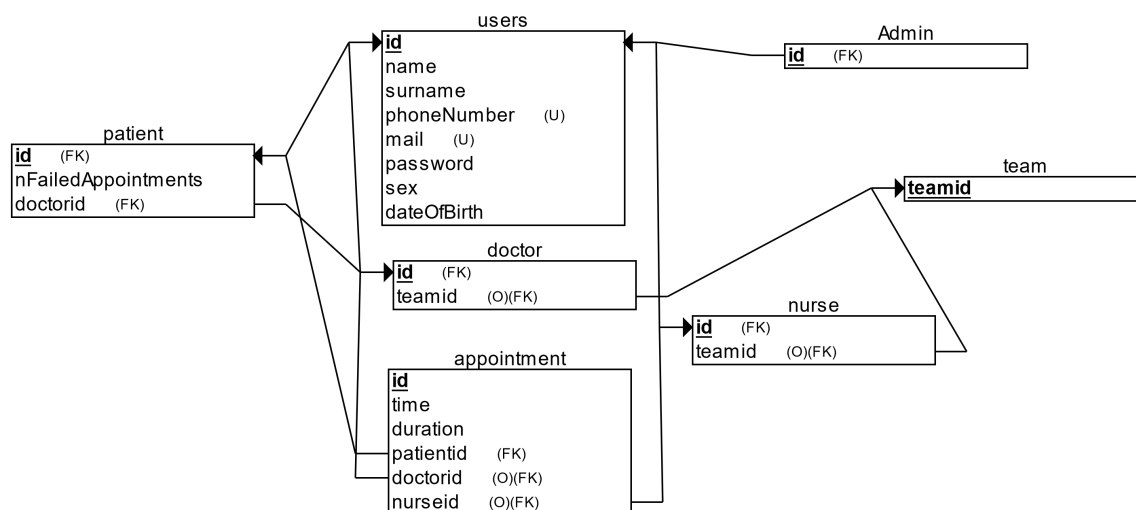 users
id
name
surname
phoneNumber (U)
mail (U)
password
sex
dateOfBirth
Admin
id (FK)
patient
id (FK)
nFailedAppointments
doctorid (FK)
team
teamid
doctor
id (FK)
teamid (O)(FK)
nurse
id (FK)
teamid (O)(FK)
appointment
id
time
duration
patientid (FK)
doctorid (O)(FK)
nurseid (O)(FK)